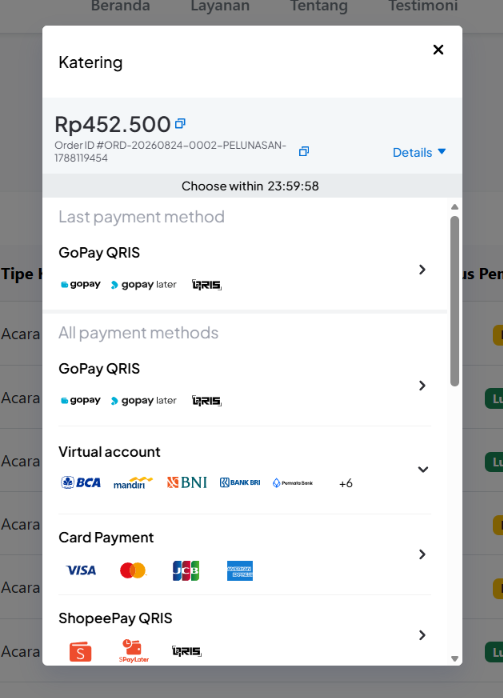 Beranda Layanan Tentang Testimoni
Katering
Rp452.500
Order ID #ORD-20260824-0002-PELUNASAN-
1788119454
Details
Choose within 23:59:58
Last payment method
Tipe
GoPay QRIS
gopay gopay later QRIS
All payment methods
Acara
GoPay QRIS
Acara
gopay gopay later QRIS
Virtual account
Acara
BCA mandiri BNI BANK BRI PermataBank +6
Acara
Card Payment
VISA JCB AMERICAN EXPRESS
Acara
ShopeePay QRIS
Acara
SPayLater QRIS